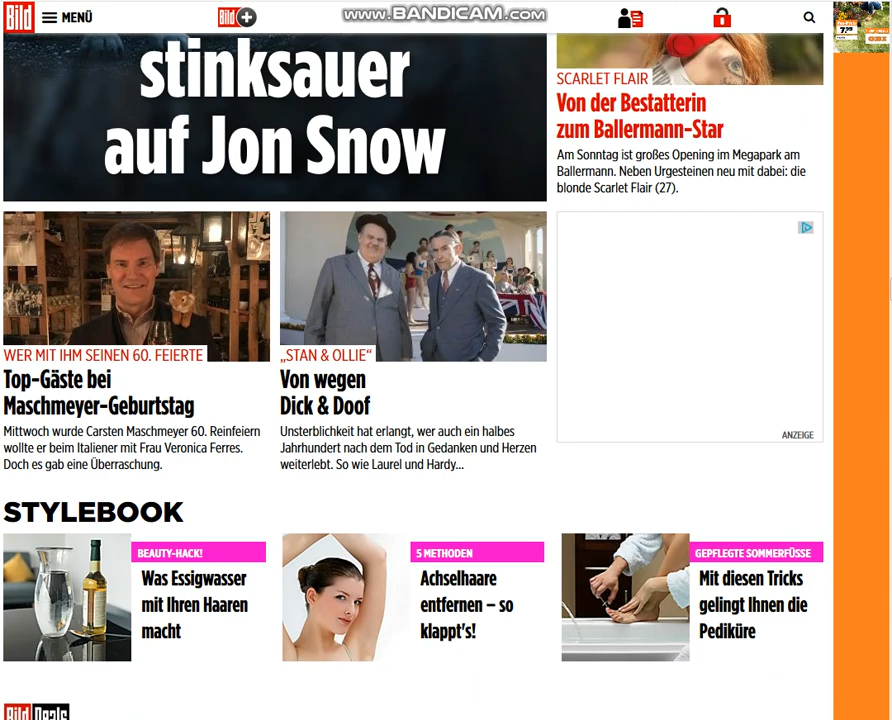 Bild
MENÜ
Bild
www.BANDICAM.com
stinksauer
auf Jon Snow
SCARLET FLAIR
Von der Bestatterin
zum Ballermann-Star
Am Sonntag ist großes Opening im Megapark am
Ballermann. Neben Urgesteinen neu mit dabei: die
blonde Scarlet Flair (27).
WER MIT IHM SEINEN 60. FEIERTE
Top-Gäste bei
Maschmeyer-Geburtstag
Mittwoch wurde Carsten Maschmeyer 60. Reinfeiern
wollte er beim Italiener mit Frau Veronica Ferres.
Doch es gab eine Überraschung.
„STAN & OLLIE“
Von wegen
Dick & Doof
Unsterblichkeit hat erlangt, wer auch ein halbes
Jahrhundert nach dem Tod in Gedanken und Herzen
weiterlebt. So wie Laurel und Hardy...
ANZEIGE
STYLEBOOK
BEAUTY-HACK!
Was Essigwasser
mit Ihren Haaren
macht
5 METHODEN
Achselhaare
entfernen – so
klappt's!
GEPFLEGTE SOMMERFÜSSE
Mit diesen Tricks
gelingt Ihnen die
Pediküre
Bild Deals